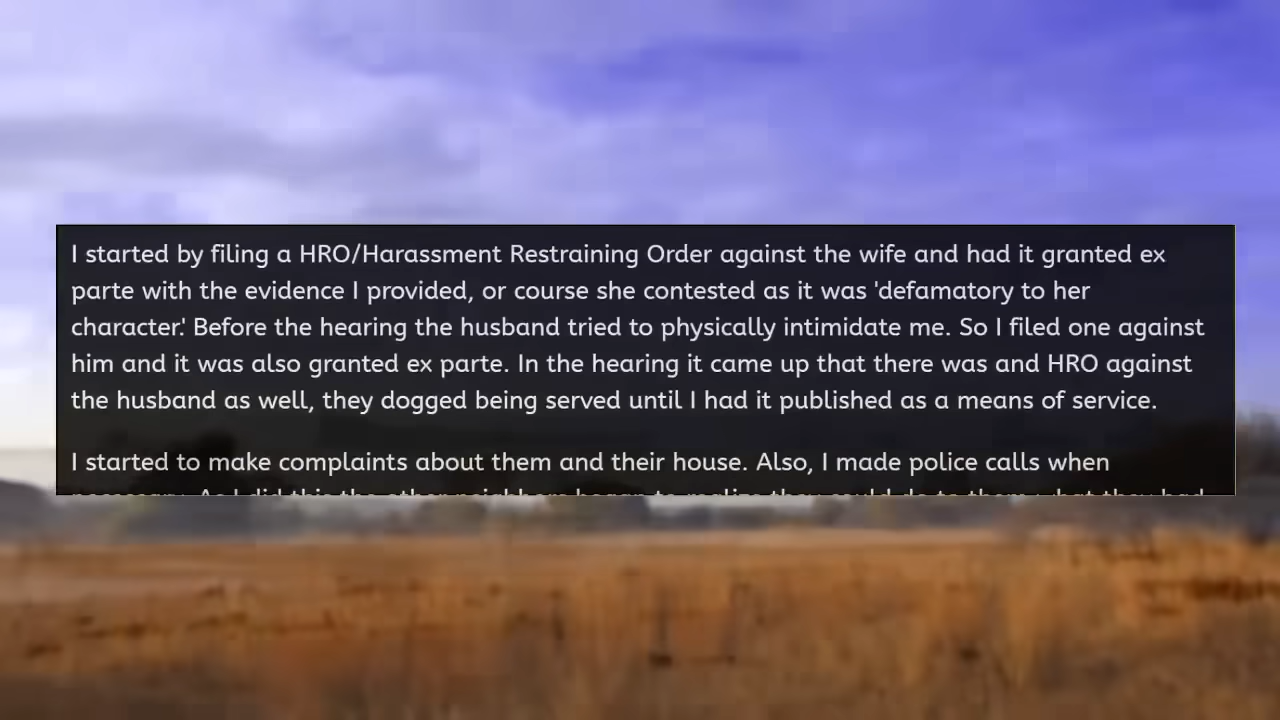 I started by filing a HRO/Harassment Restraining Order against the wife and had it granted ex
parte with the evidence I provided, or course she contested as it was 'defamatory to her
character.' Before the hearing the husband tried to physically intimidate me. So I filed one against
him and it was also granted ex parte. In the hearing it came up that there was and HRO against
the husband as well, they dogged being served until I had it published as a means of service.
I started to make complaints about them and their house. Also, I made police calls when